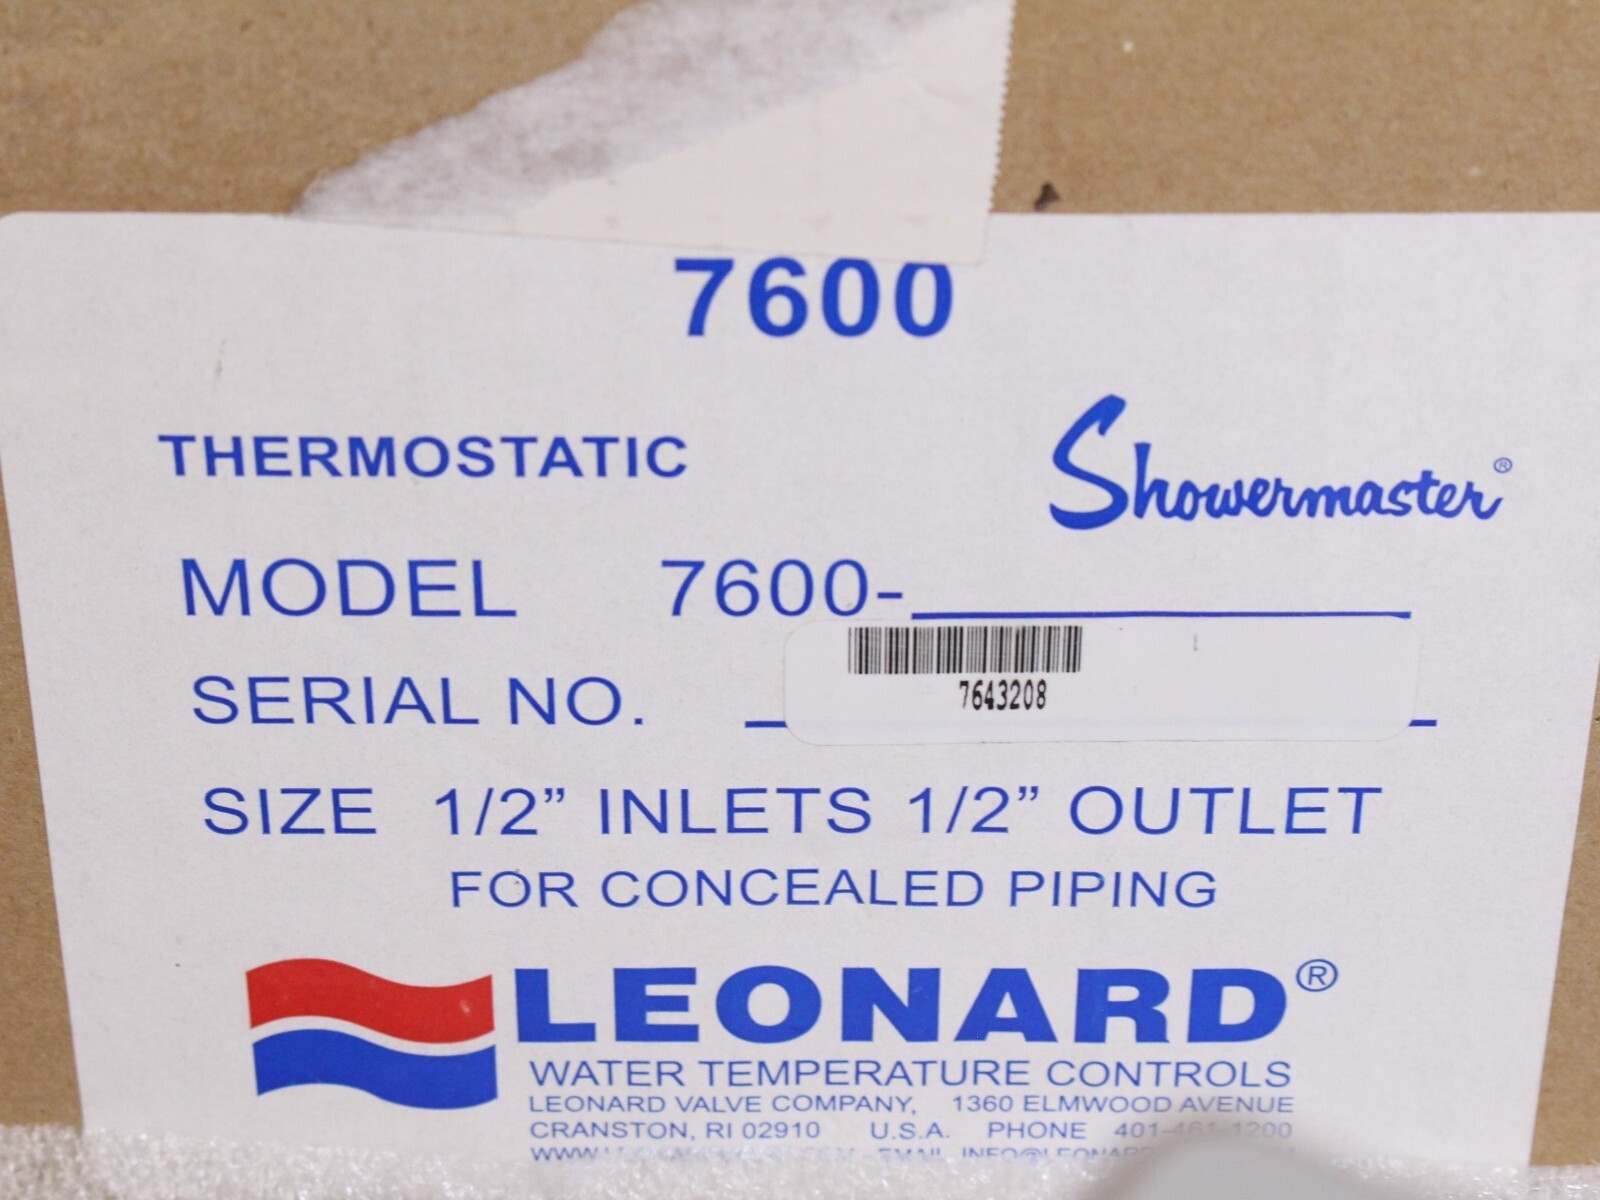 7600
THERMOSTATIC
Showermaster®
MODEL 7600-
7643208
SERIAL NO.
SIZE 1/2” INLETS 1/2” OUTLET
FOR CONCEALED PIPING
LEONARD®
WATER TEMPERATURE CONTROLS
LEONARD VALVE COMPANY, 1360 ELMWOOD AVENUE
CRANSTON, RI 02910 U.S.A. PHONE 401-461-1200
EMAIL